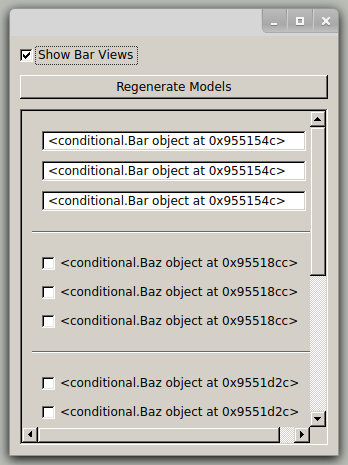 Show Bar Views
Regenerate Models
<conditional.Bar object at 0x955154c>
<conditional.Bar object at 0x955154c>
<conditional.Bar object at 0x955154c>
<conditional.Baz object at 0x95518cc>
<conditional.Baz object at 0x95518cc>
<conditional.Baz object at 0x95518cc>
<conditional.Baz object at 0x9551d2c>
<conditional.Baz object at 0x9551d2c>